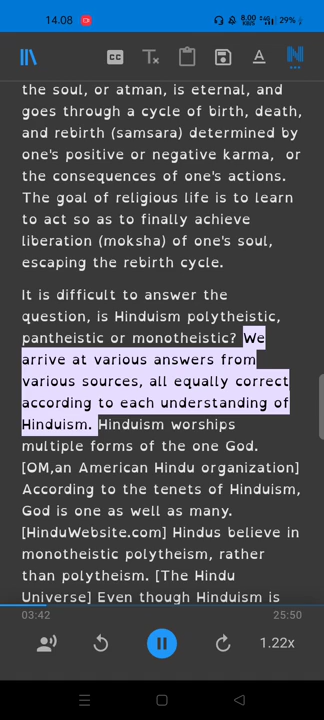 14.08
8.00
KB/S
29%
CC
the soul, or atman, is eternal, and
goes through a cycle of birth, death,
and rebirth (samsara) determined by
one's positive or negative karma, or
the consequences of one's actions.
The goal of religious life is to learn
to act so as to finally achieve
liberation (moksha) of one's soul,
escaping the rebirth cycle.
It is difficult to answer the
question, is Hinduism polytheistic,
pantheistic or monotheistic? We
arrive at various answers from
various sources, all equally correct
according to each understanding of
Hinduism. Hinduism worships
multiple forms of the one God.
[OM,an American Hindu organization]
According to the tenets of Hinduism,
God is one as well as many.
[HinduWebsite.com] Hindus believe in
monotheistic polytheism, rather
than polytheism. [The Hindu
Universe] Even though Hinduism is
03:42
25:50
1.22x